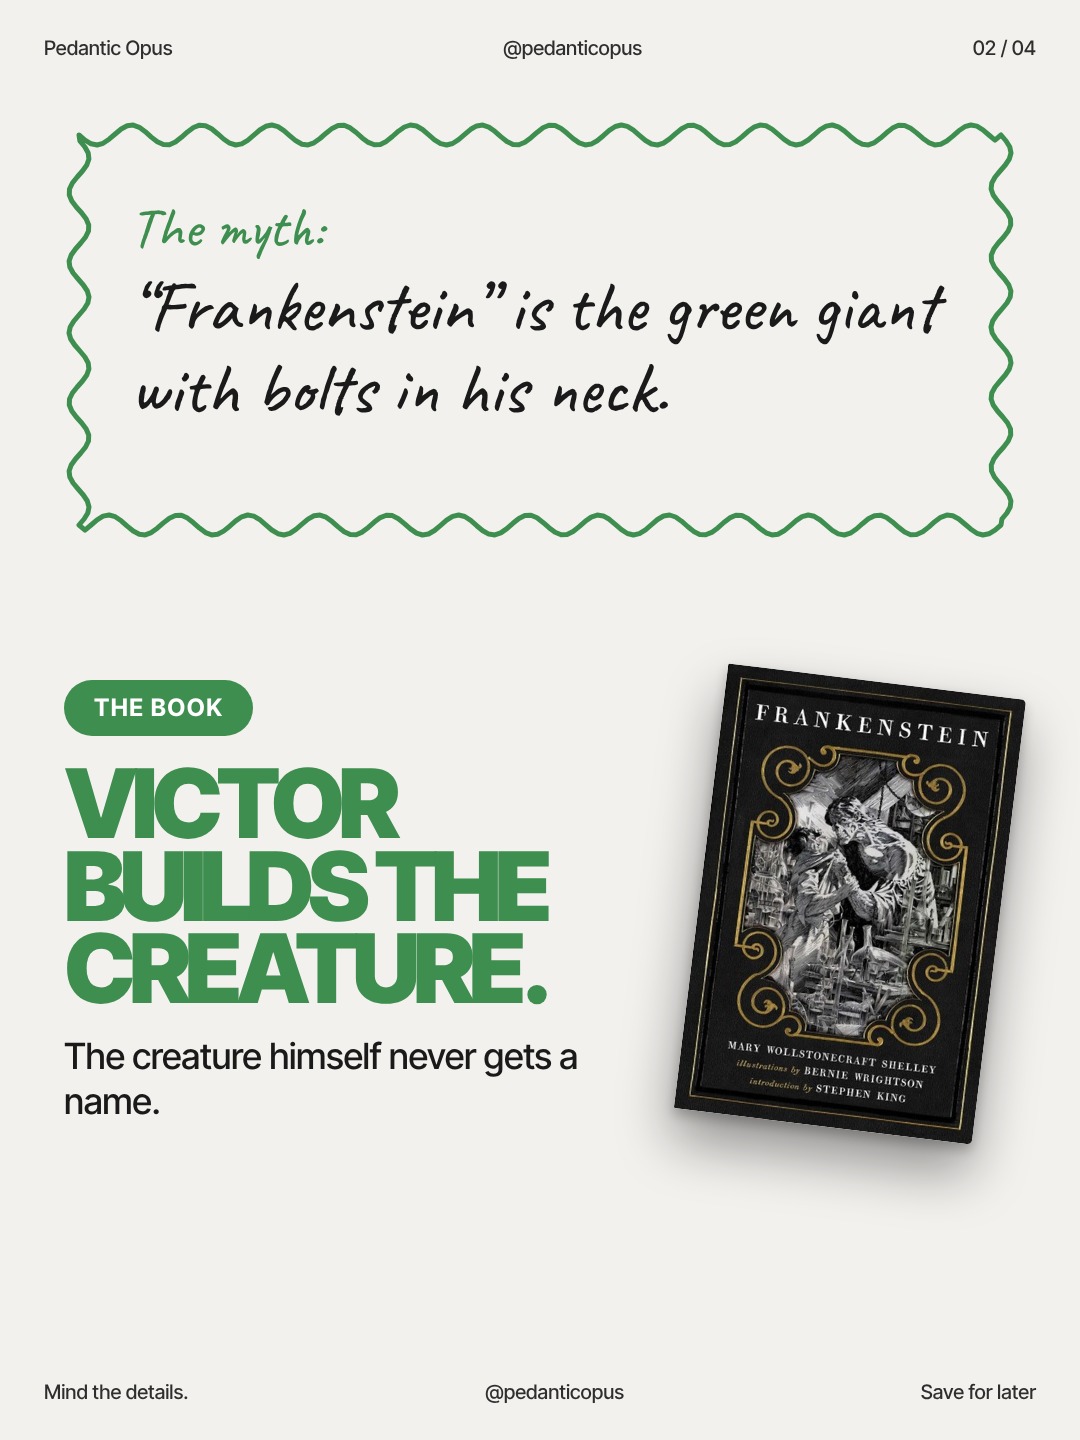 Pedantic Opus
@pedanticopus
02 / 04
The myth:
“Frankenstein” is the green giant
with bolts in his neck.
THE BOOK
VICTOR
BUILDS THE
CREATURE.
The creature himself never gets a
name.
FRANKENSTEIN
MARY WOLLSTONECRAFT SHELLEY
illustrations by BERNIE WRIGHTSON
introduction by STEPHEN KING
Mind the details.
@pedanticopus
Save for later